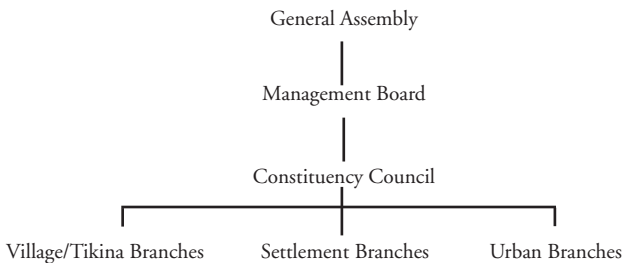 General Assembly
Management Board
Constituency Council
Village/Tikina Branches Settlement Branches Urban Branches